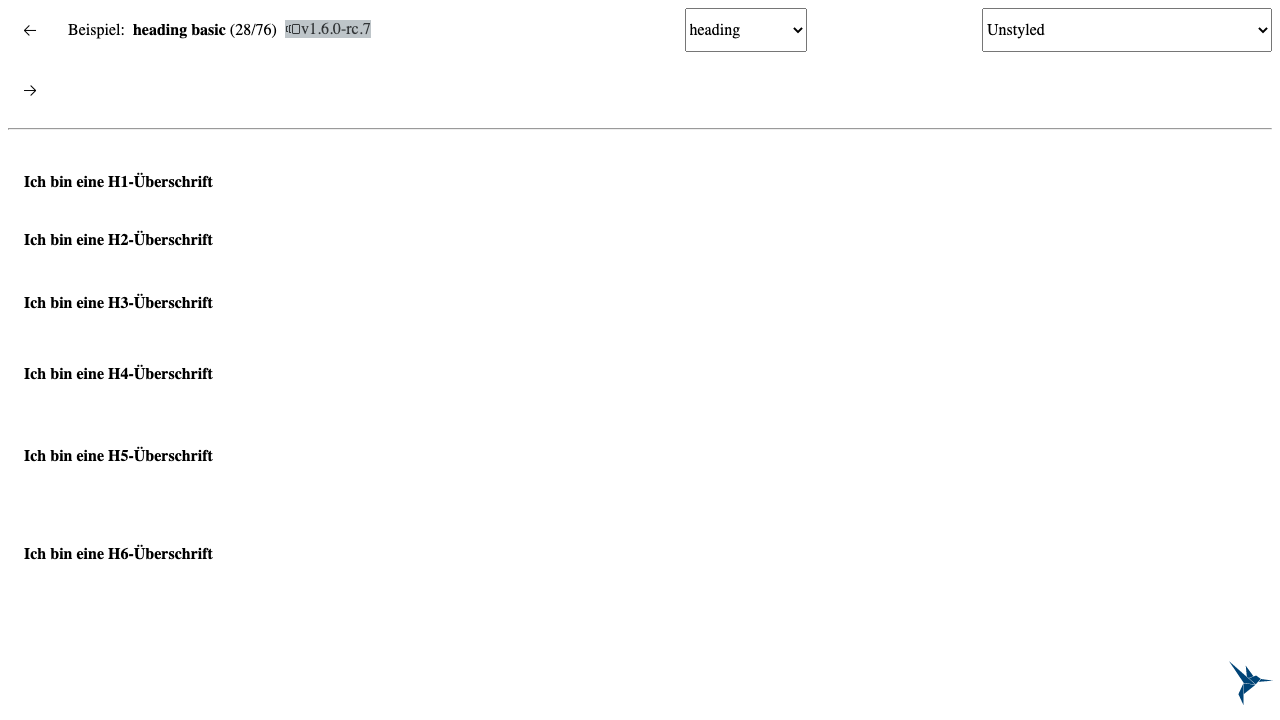 Beispiel: heading basic (28/76) v1.6.0-rc.7 heading Unstyled
Ich bin eine H1-Überschrift
Ich bin eine H2-Überschrift
Ich bin eine H3-Überschrift
Ich bin eine H4-Überschrift
Ich bin eine H5-Überschrift
Ich bin eine H6-Überschrift